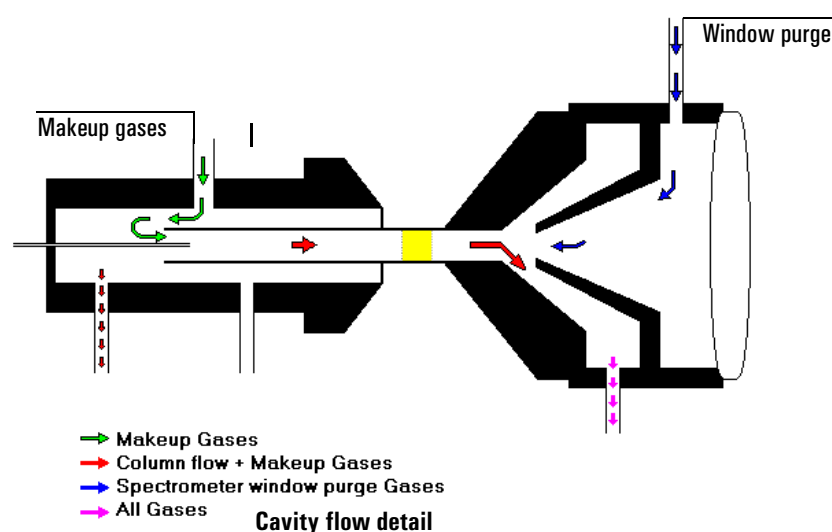 Window purge
Makeup gases
Makeup Gases
Column flow + Makeup Gases
Spectrometer window purge Gases
All Gases
Cavity flow detail